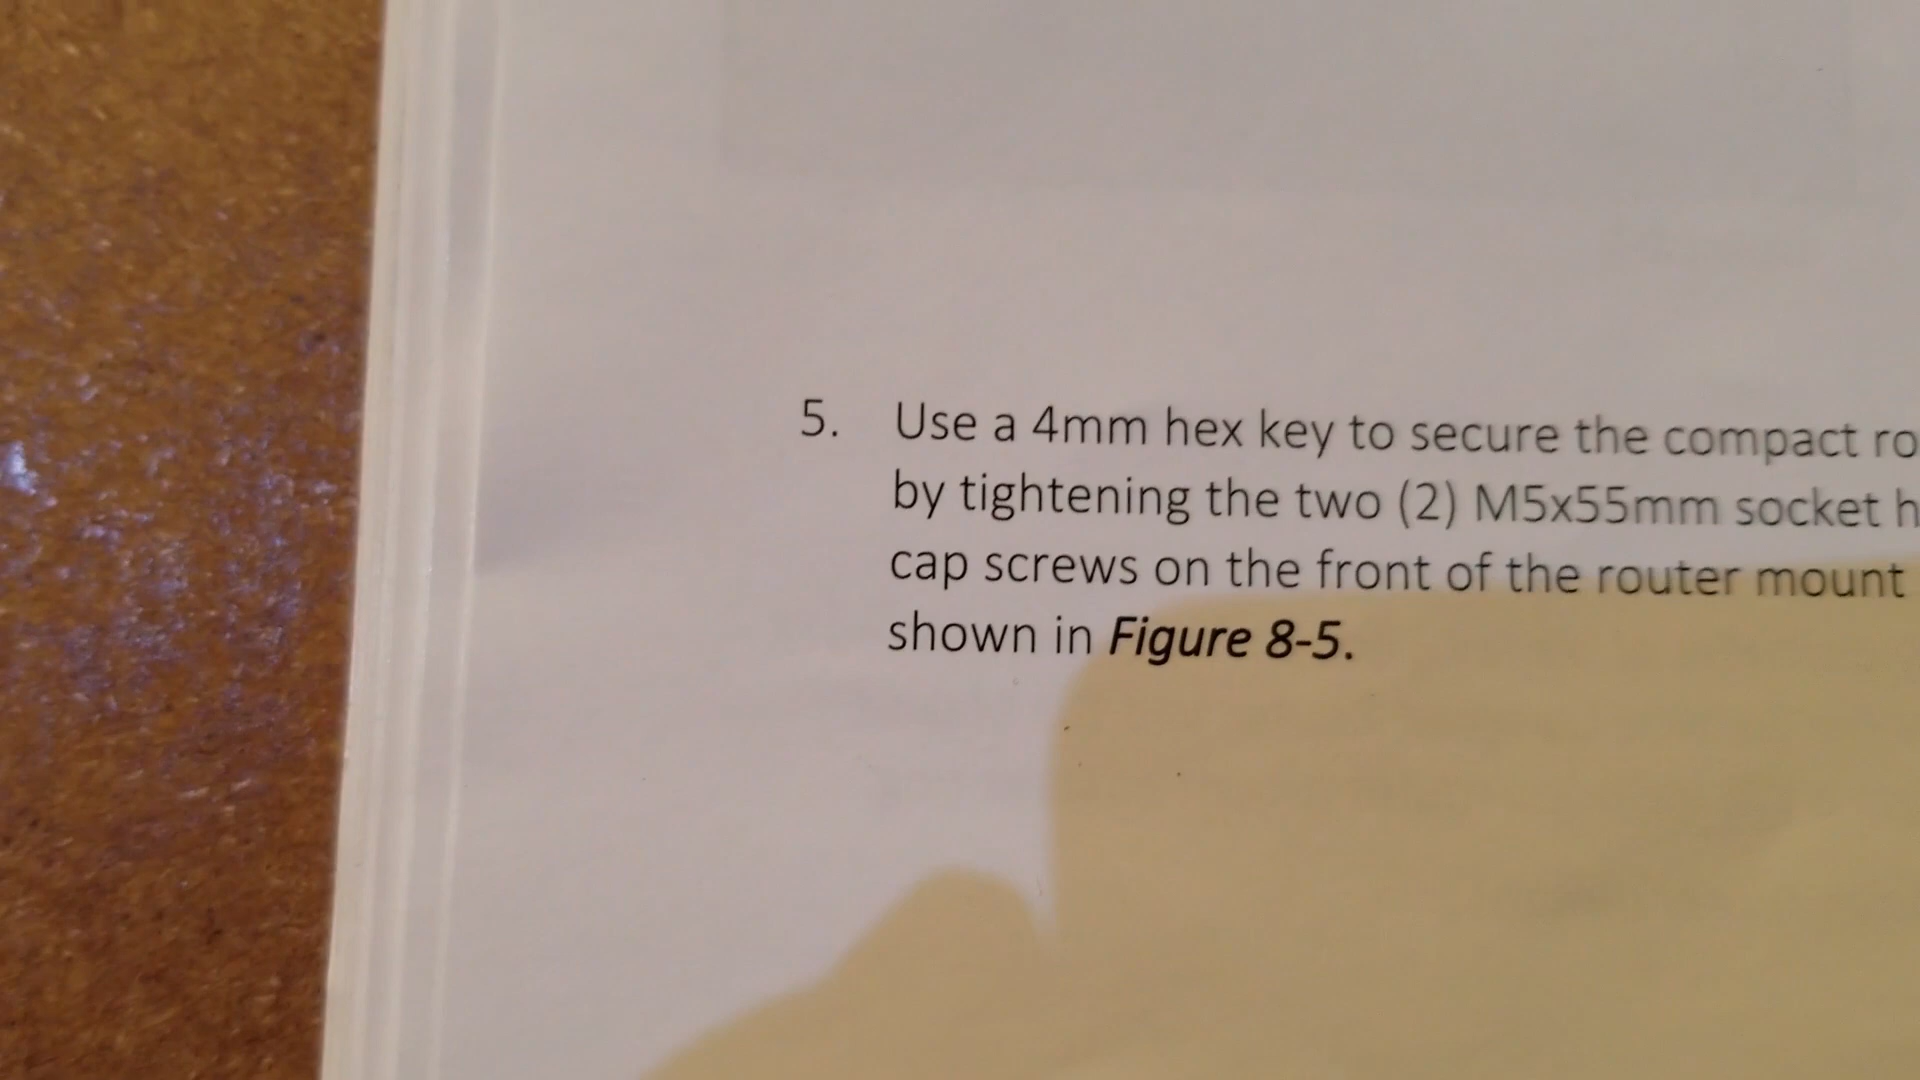 5. Use a 4mm hex key to secure the compact ro
by tightening the two (2) M5x55mm socket h
cap screws on the front of the router mount
shown in Figure 8-5.